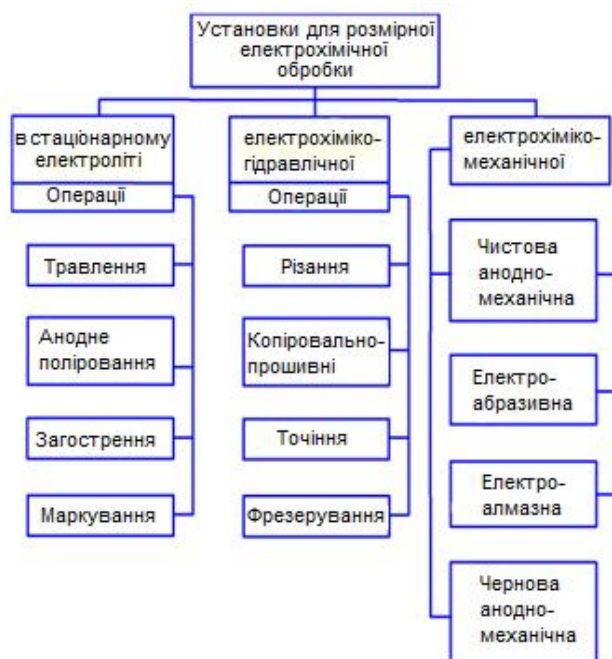 Установки для розмірної
електрохімічної
обробки
в стаціонарному
електроліті
Операції
Травлення
Анодне
полірование
Загострення
Маркування
електрохіміко-
гідравлічної
Операції
Різання
Копіровально-
прошивні
Точіння
Фрезерування
електрохіміко-
механічної
Чистова
анодно-
механічна
Електро-
абразивна
Електро-
алмазна
Чернова
анодно-
механічна